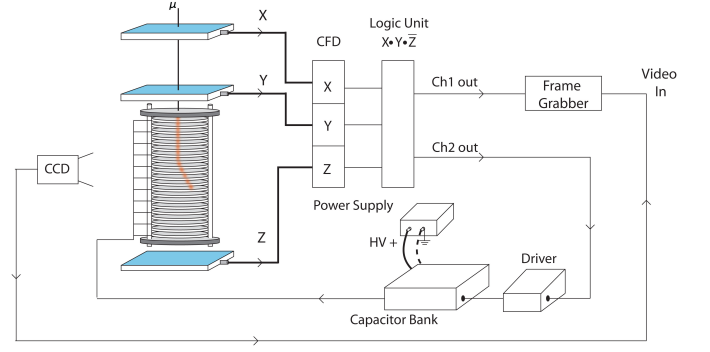 μ
X
Logic Unit
X•Y•Z̅
CFD
Y
X
Ch1 out
Frame
Grabber
Video
In
Y
Ch2 out
CCD
Z
Power Supply
Z
HV +
Driver
Capacitor Bank